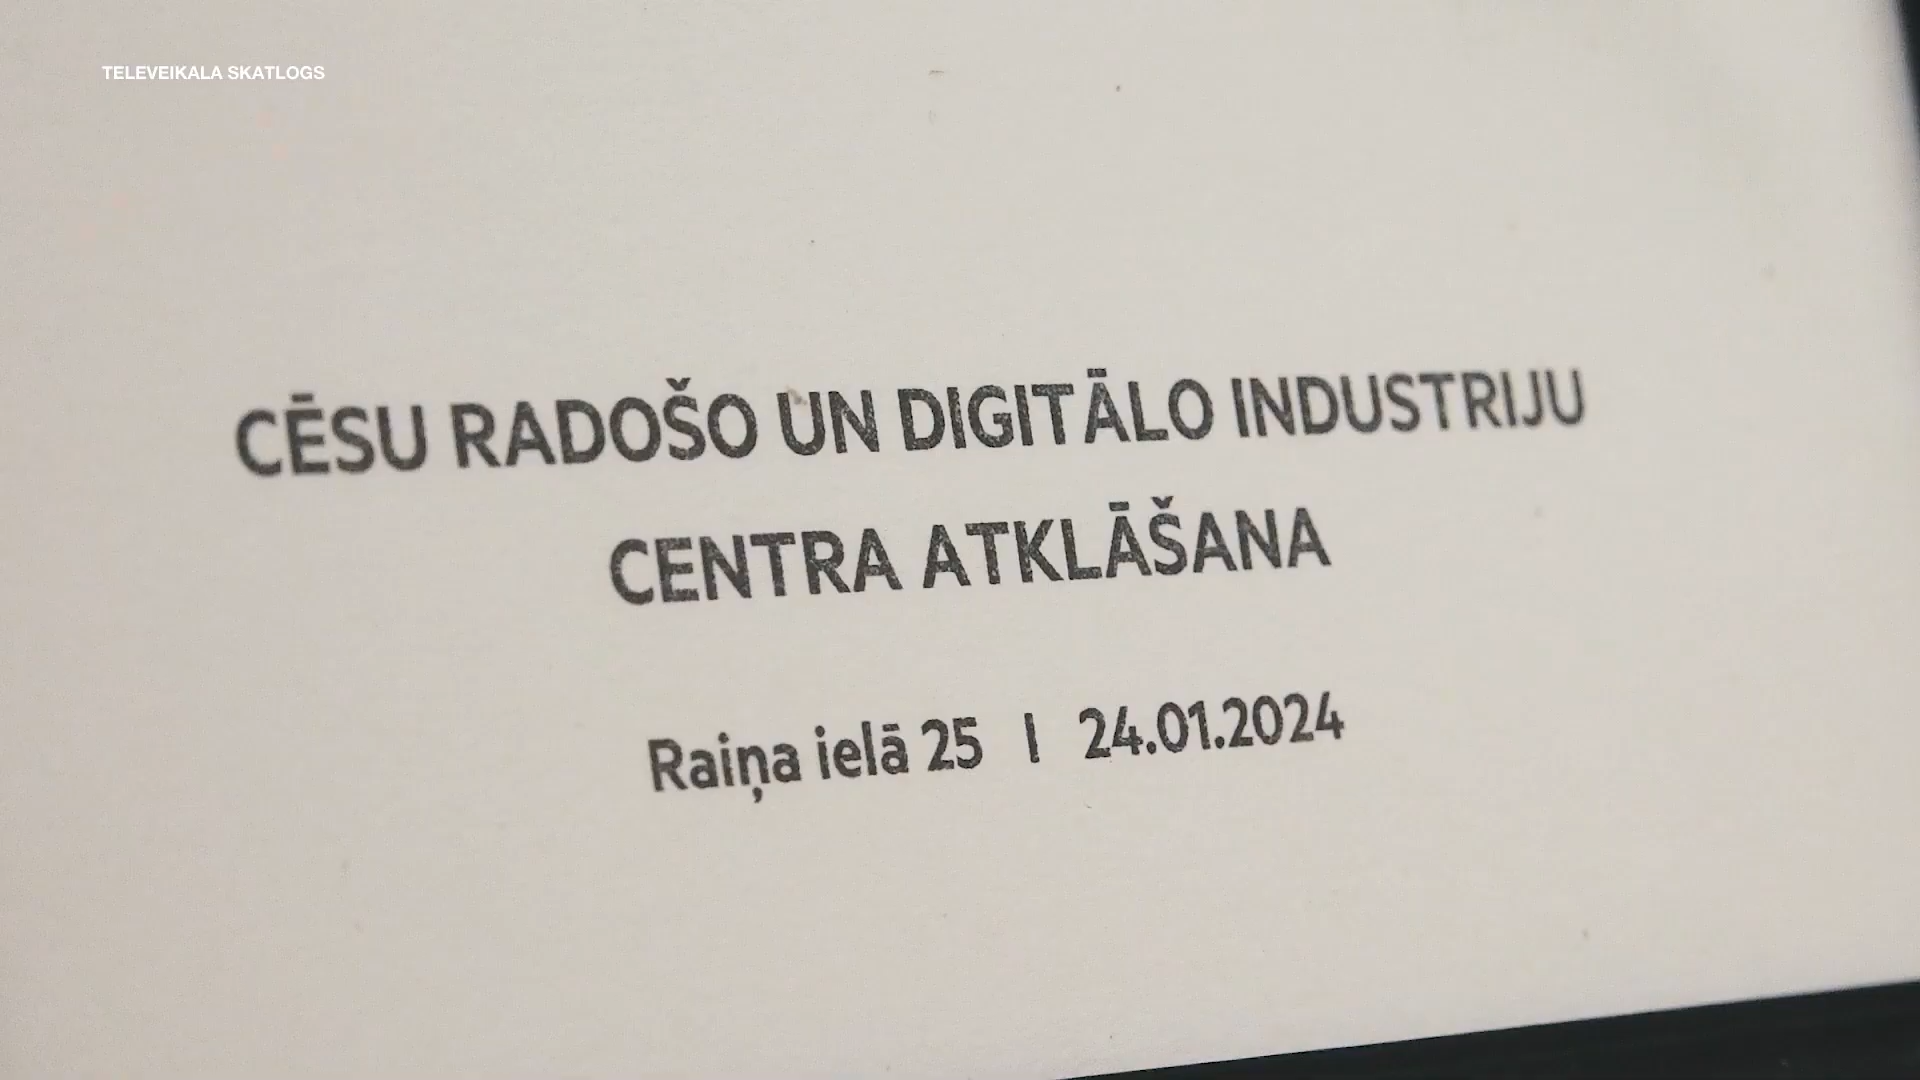 TELEVEIKALA SKATLOGS
CĒSU RADOŠO UN DIGITĀLO INDUSTRIJU
CENTRA ATKLĀŠANA
Raiņa ielā 25 | 24.01.2024